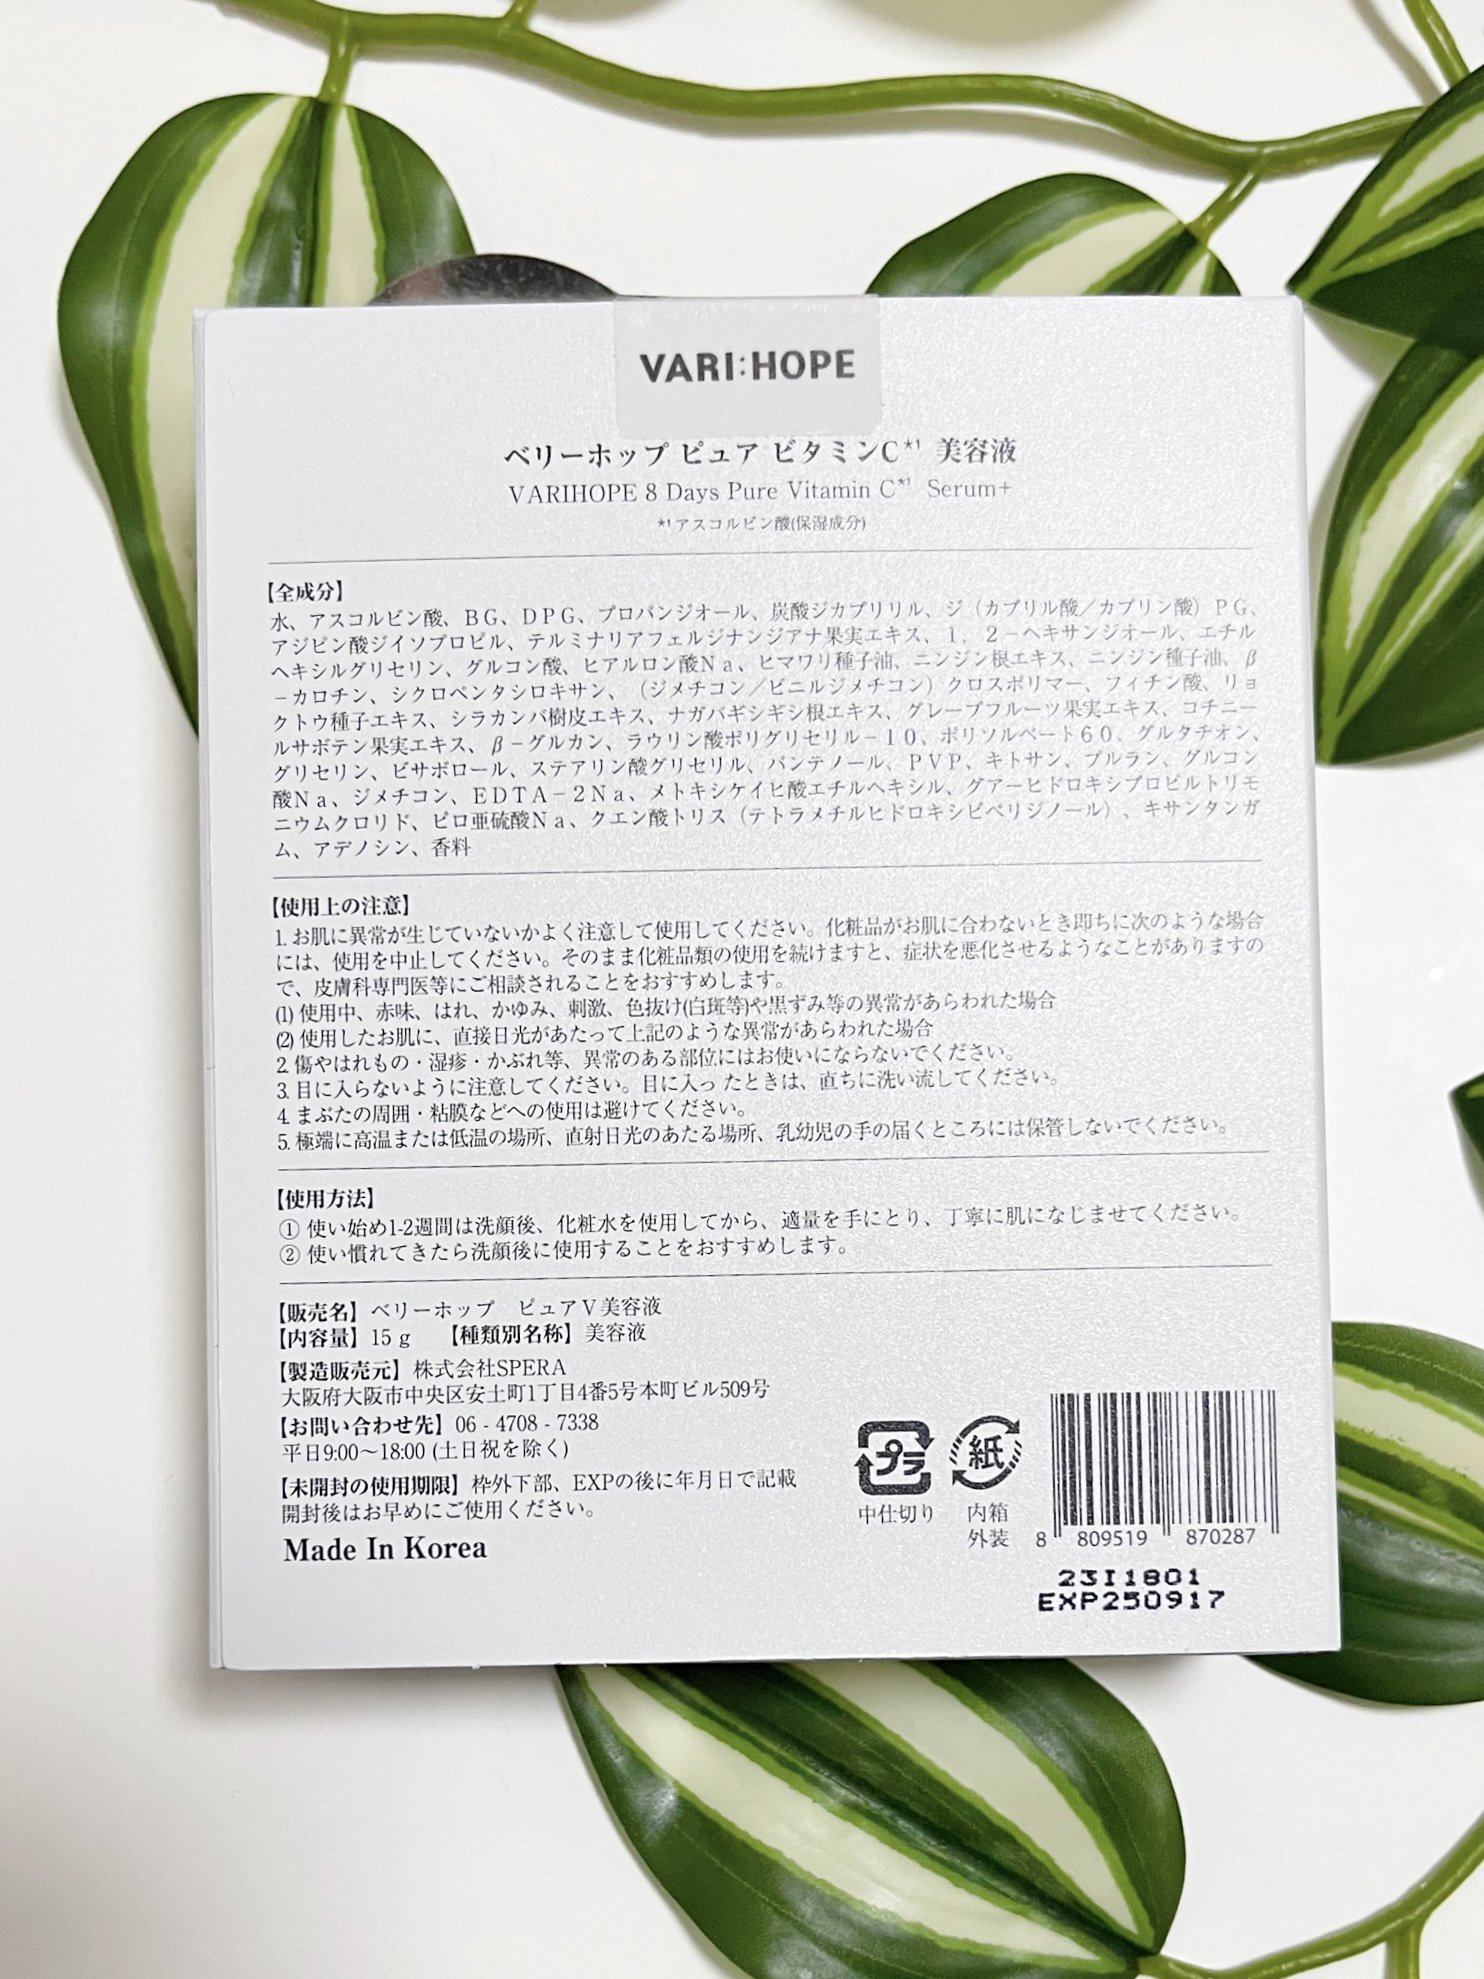 VARI:HOPE
ベリーホップ ピュア ビタミンC*1 美容液
VARIHOPE 8 Days Pure Vitamin C*1 Serum+
*1アスコルビン酸(保湿成分)
【全成分】
水、アスコルビン酸、ＢＧ、ＤＰＧ、プロパンジオール、炭酸ジカプリリル、ジ（カプリル酸／カプリン酸）ＰＧ、
アジピン酸ジイソプロピル、テルミナリアフェルジナンジアナ果実エキス、１，２－ヘキサンジオール、エチル
ヘキシルグリセリン、グルコン酸、ヒアルロン酸Ｎａ、ヒマワリ種子油、ニンジン根エキス、ニンジン種子油、β
－カロチン、シクロペンタシロキサン、（ジメチコン／ビニルジメチコン）クロスポリマー、フィチン酸、リョ
クトウ種子エキス、シラカンバ樹皮エキス、ナガバギシギシ根エキス、グレープフルーツ果実エキス、コチニー
ルサボテン果実エキス、β－グルカン、ラウリン酸ポリグリセリル－１０、ポリソルベート６０、グルタチオン、
グリセリン、ビサボロール、ステアリン酸グリセリル、パンテノール、ＰＶＰ、キトサン、プルラン、グルコン
酸Ｎａ、ジメチコン、ＥＤＴＡ－２Ｎａ、メトキシケイヒ酸エチルヘキシル、グアーヒドロキシプロピルトリモ
ニウムクロリド、ピロ亜硫酸Ｎａ、クエン酸トリス（テトラメチルヒドロキシピペリジノール）、キサンタンガ
ム、アデノシン、香料
【使用上の注意】
1. お肌に異常が生じていないかよく注意して使用してください。化粧品がお肌に合わないとき即ちに次のような場合
には、使用を中止してください。そのまま化粧品類の使用を続けますと、症状を悪化させるようなことがありますの
で、皮膚科専門医等にご相談されることをおすすめします。
(1) 使用中、赤味、はれ、かゆみ、刺激、色抜け(白斑等)や黒ずみ等の異常があらわれた場合
(2) 使用したお肌に、直接日光があたって上記のような異常があらわれた場合
2. 傷やはれもの・湿疹・かぶれ等、異常のある部位にはお使いにならないでください。
3. 目に入らないように注意してください。目に入っ たときは、直ちに洗い流してください。
4. まぶたの周囲・粘膜などへの使用は避けてください。
5. 極端に高温または低温の場所、直射日光のあたる場所、乳幼児の手の届くところには保管しないでください。
【使用方法】
① 使い始め1-2週間は洗顔後、化粧水を使用してから、適量を手にとり、丁寧に肌になじませてください。
② 使い慣れてきたら洗顔後に使用することをおすすめします。
【販売名】ベリーホップ ピュアＶ美容液
【内容量】15ｇ 【種類別名称】美容液
【製造販売元】株式会社SPERA
大阪府大阪市中央区安土町1丁目4番5号本町ビル509号
【お問い合わせ先】06 - 4708 - 7338
平日9:00～18:00 (土日祝を除く)
【未開封の使用期限】枠外下部、EXPの後に年月日で記載
開封後はお早めにご使用ください。
Made In Korea
プラ
中仕切り
紙
内箱
外装
8 809519 870287
23I1801
EXP250917